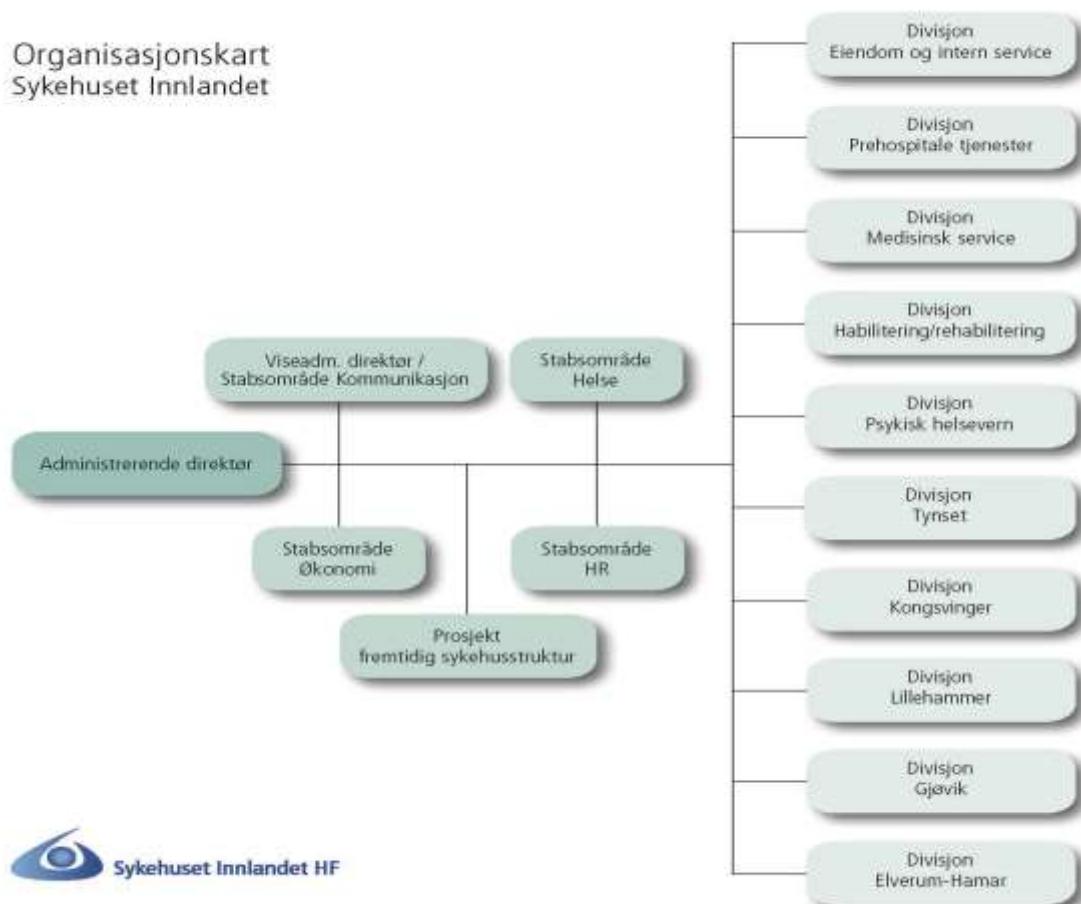 Organisasjonskart
Sykehuset Innlandet
Administrerende direktør
Viseadm. direktør /
Stabsområde Kommunikasjon
Stabsområde
Helse
Stabsområde
Økonomi
Stabsområde
HR
Prosjekt
fremtidig sykehusstruktur
Divisjon
Eiendom og intern service
Divisjon
Prehospitale tjenester
Divisjon
Medisinsk service
Divisjon
Habilitering/rehabilitering
Divisjon
Psykisk helsevern
Divisjon
Tynset
Divisjon
Kongsvinger
Divisjon
Lillehammer
Divisjon
Gjøvik
Divisjon
Elverum-Hamar
Sykehuset Innlandet HF